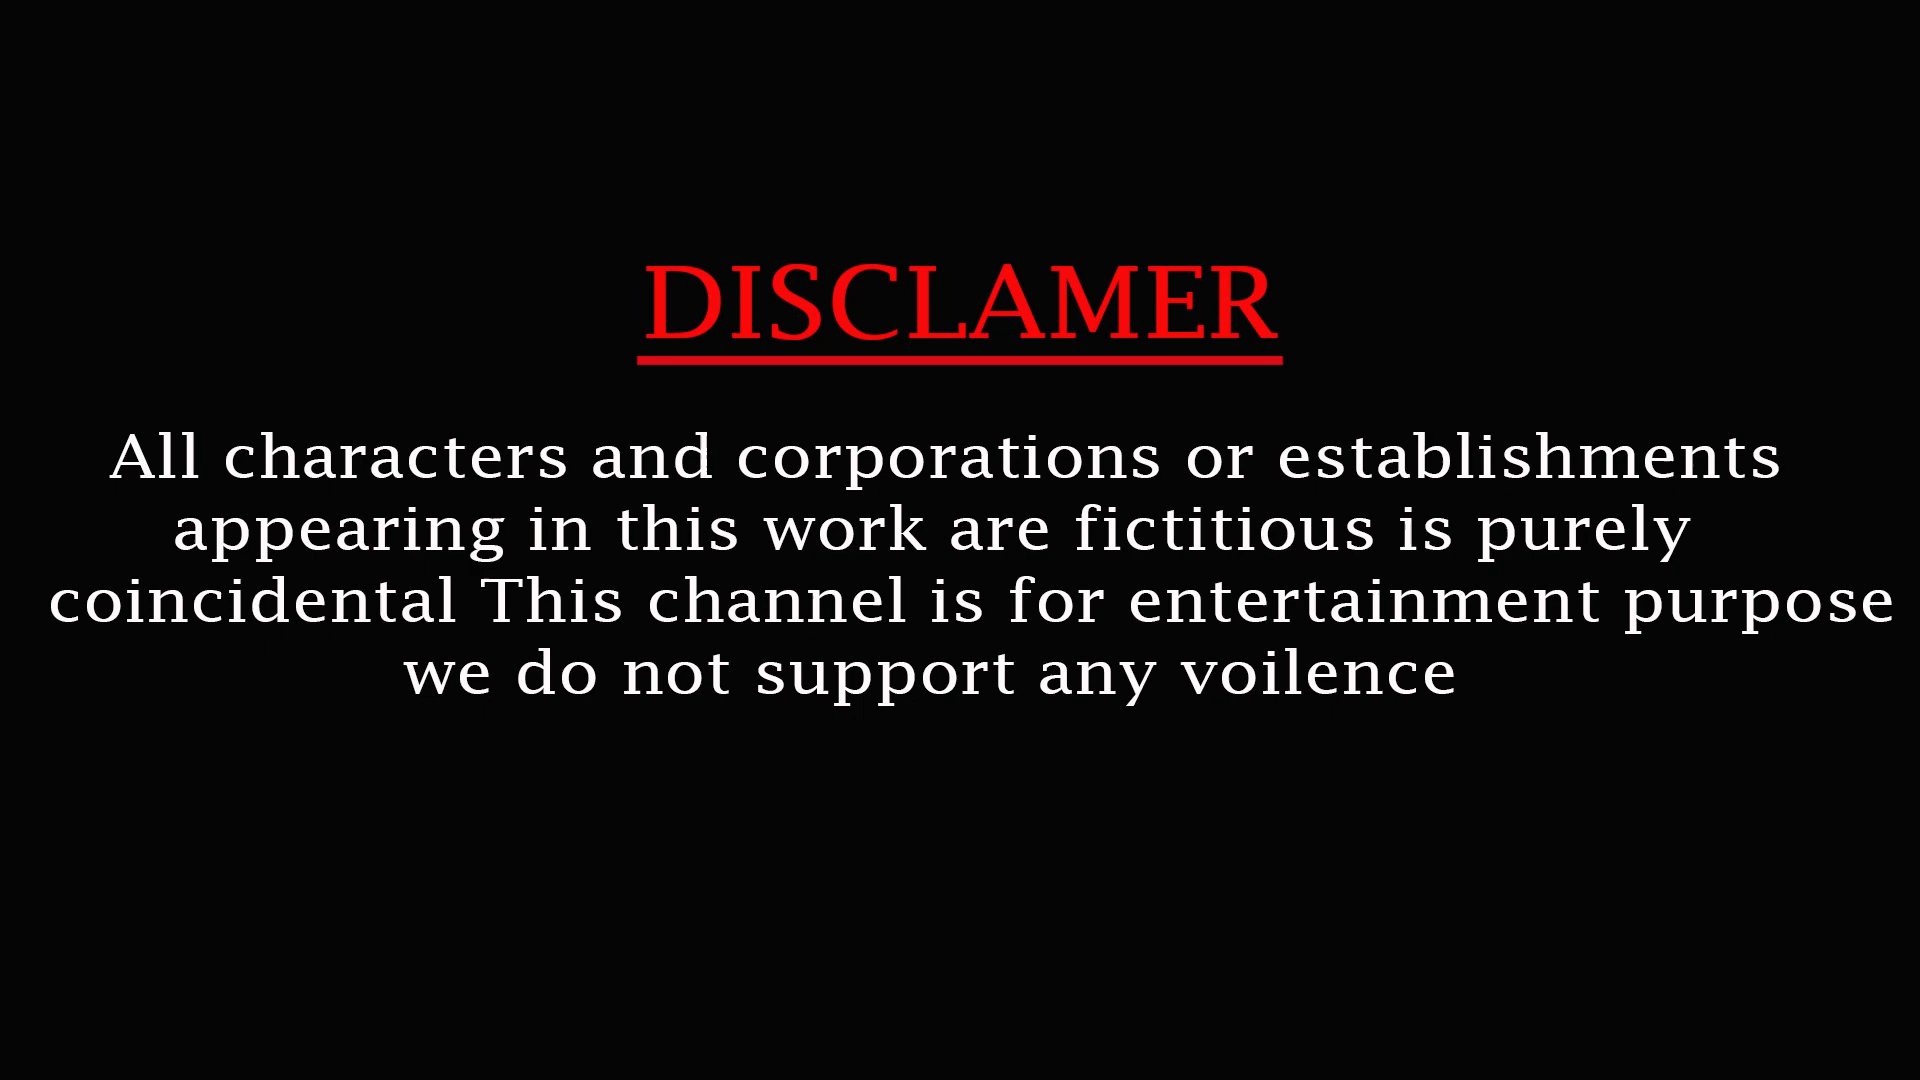 DISCLAMER
All characters and corporations or establishments
appearing in this work are fictitious is purely
coincidental This channel is for entertainment purpose
we do not support any voilence